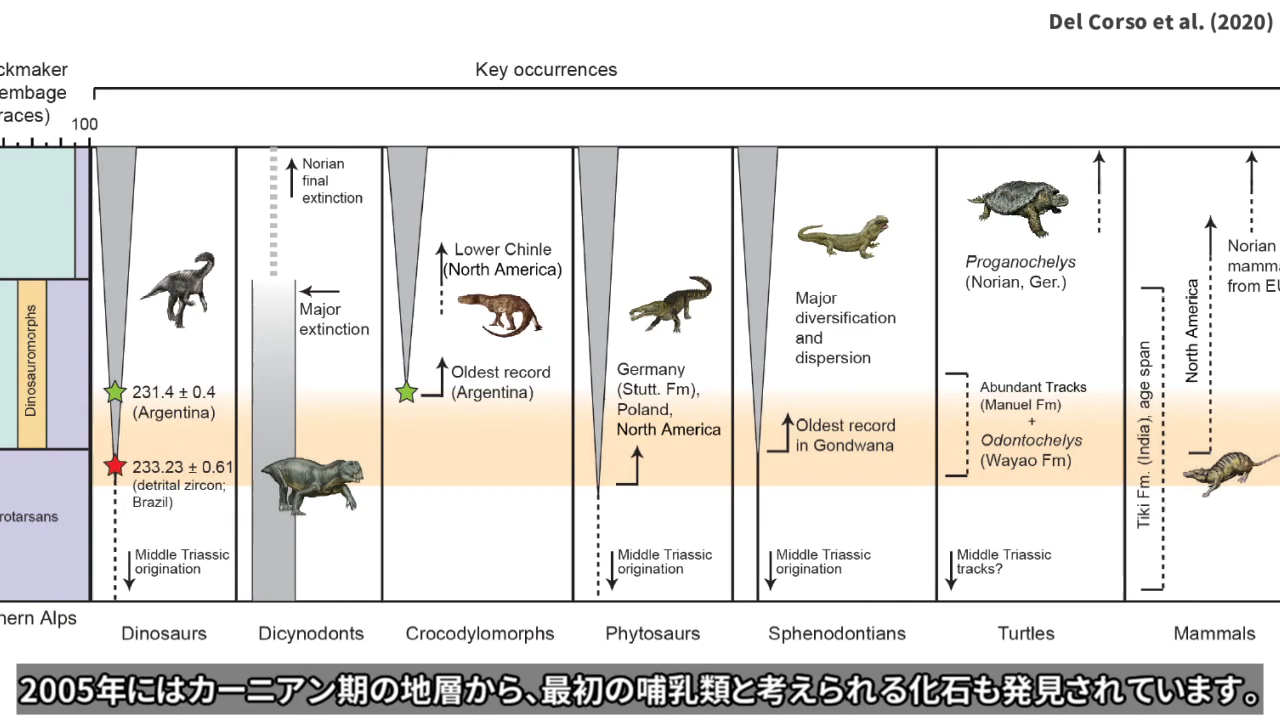 Del Corso et al. (2020)
ckmaker
embage
races)
100
Key occurrences
Dinosauromorphs
rotarsans
hern Alps
231.4 ± 0.4
(Argentina)
233.23 ± 0.61
(detrital zircon;
Brazil)
Middle Triassic
origination
Dinosaurs
Norian
final
extinction
Major
extinction
Dicynodonts
Lower Chinle
(North America)
Oldest record
(Argentina)
Crocodylomorphs
Germany
(Stutt. Fm),
Poland,
North America
Middle Triassic
origination
Phytosaurs
Major
diversification
and
dispersion
Oldest record
in Gondwana
Middle Triassic
origination
Sphenodontians
Proganochelys
(Norian, Ger.)
Abundant Tracks
(Manuel Fm)
+
Odontochelys
(Wayao Fm)
Middle Triassic
tracks?
Turtles
Tiki Fm. (India), age span
North America
Norian
mamma
from EU
Mammals
2005年にはカーニアン期の地層から、最初の哺乳類と考えられる化石も発見されています。